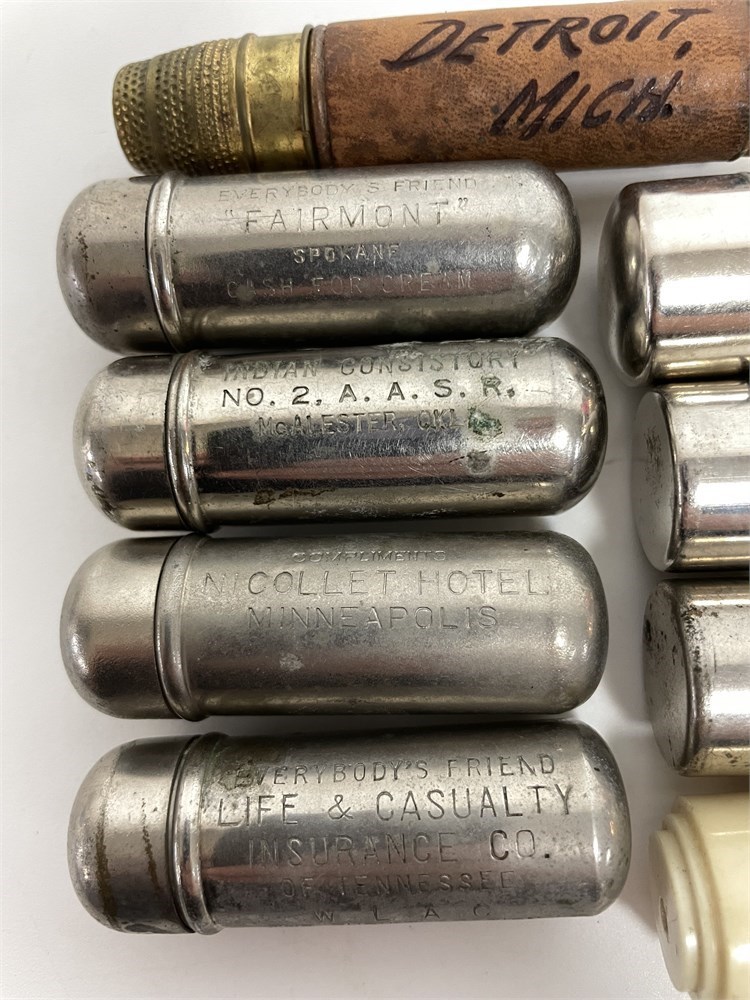 DETROIT,
MICH.
EVERYBODY'S FRIEND
"FAIRMONT"
SPOKANE
CASH FOR CREAM
INDIAN CONSISTORY
NO. 2, A. A. S. R.
McALESTER, OKLA.
COMPLIMENTS
NICOLLET HOTEL
MINNEAPOLIS
EVERYBODY'S FRIEND
LIFE & CASUALTY
INSURANCE CO.
OF TENNESSEE
W L A C